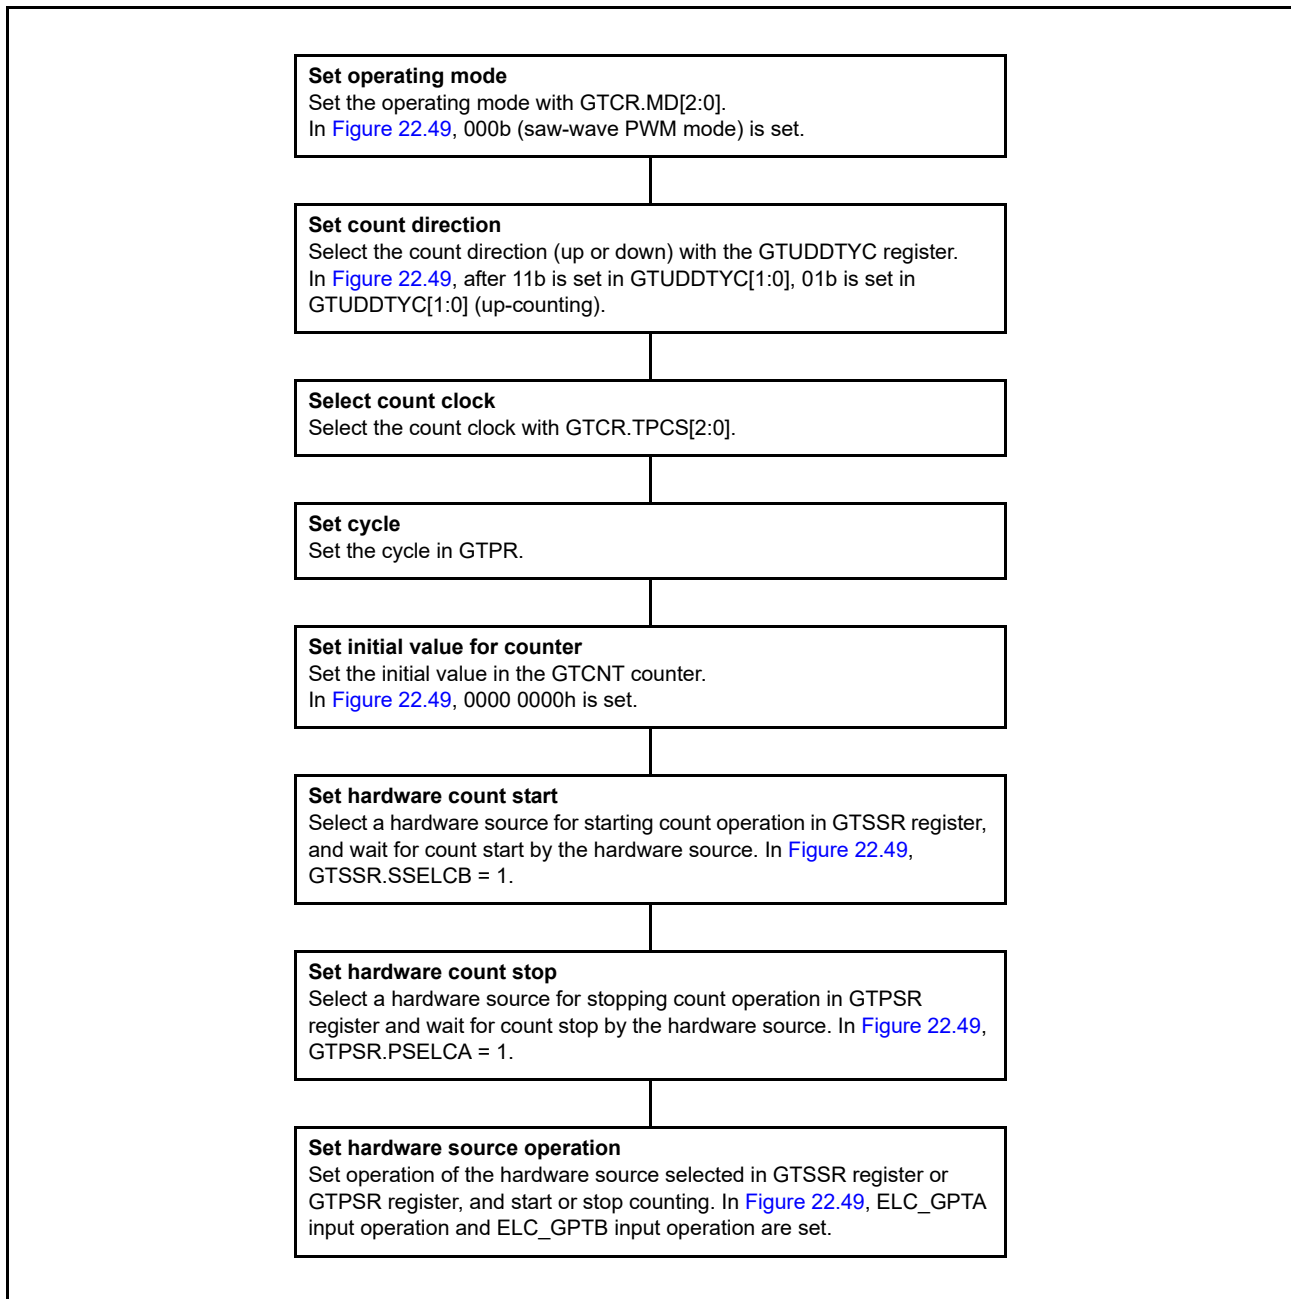 Set operating mode
Set the operating mode with GTCR.MD[2:0].
In Figure 22.49, 000b (saw-wave PWM mode) is set.
Set count direction
Select the count direction (up or down) with the GTUDDTYC register.
In Figure 22.49, after 11b is set in GTUDDTYC[1:0], 01b is set in
GTUDDTYC[1:0] (up-counting).
Select count clock
Select the count clock with GTCR.TPCS[2:0].
Set cycle
Set the cycle in GTPR.
Set initial value for counter
Set the initial value in the GTCNT counter.
In Figure 22.49, 0000 0000h is set.
Set hardware count start
Select a hardware source for starting count operation in GTSSR register,
and wait for count start by the hardware source. In Figure 22.49,
GTSSR.SSELCB = 1.
Set hardware count stop
Select a hardware source for stopping count operation in GTPSR
register and wait for count stop by the hardware source. In Figure 22.49,
GTPSR.PSELCA = 1.
Set hardware source operation
Set operation of the hardware source selected in GTSSR register or
GTPSR register, and start or stop counting. In Figure 22.49, ELC_GPTA
input operation and ELC_GPTB input operation are set.